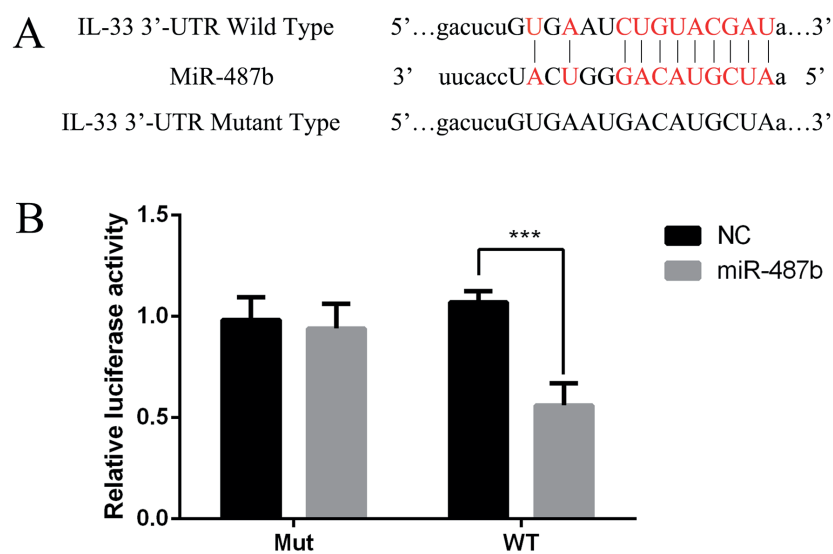 A
IL-33 3’-UTR Wild Type 5’…gacucuGUGAAUCUGUACGAUa…3’
MiR-487b 3’ uucaccUACUGGGACAUGCUAa 5’
IL-33 3’-UTR Mutant Type 5’…gacucuGUGAAUGACAUGCUAa…3’
B
Relative luciferase activity
1.5
1.0
0.5
0.0
***
NC
miR-487b
Mut WT